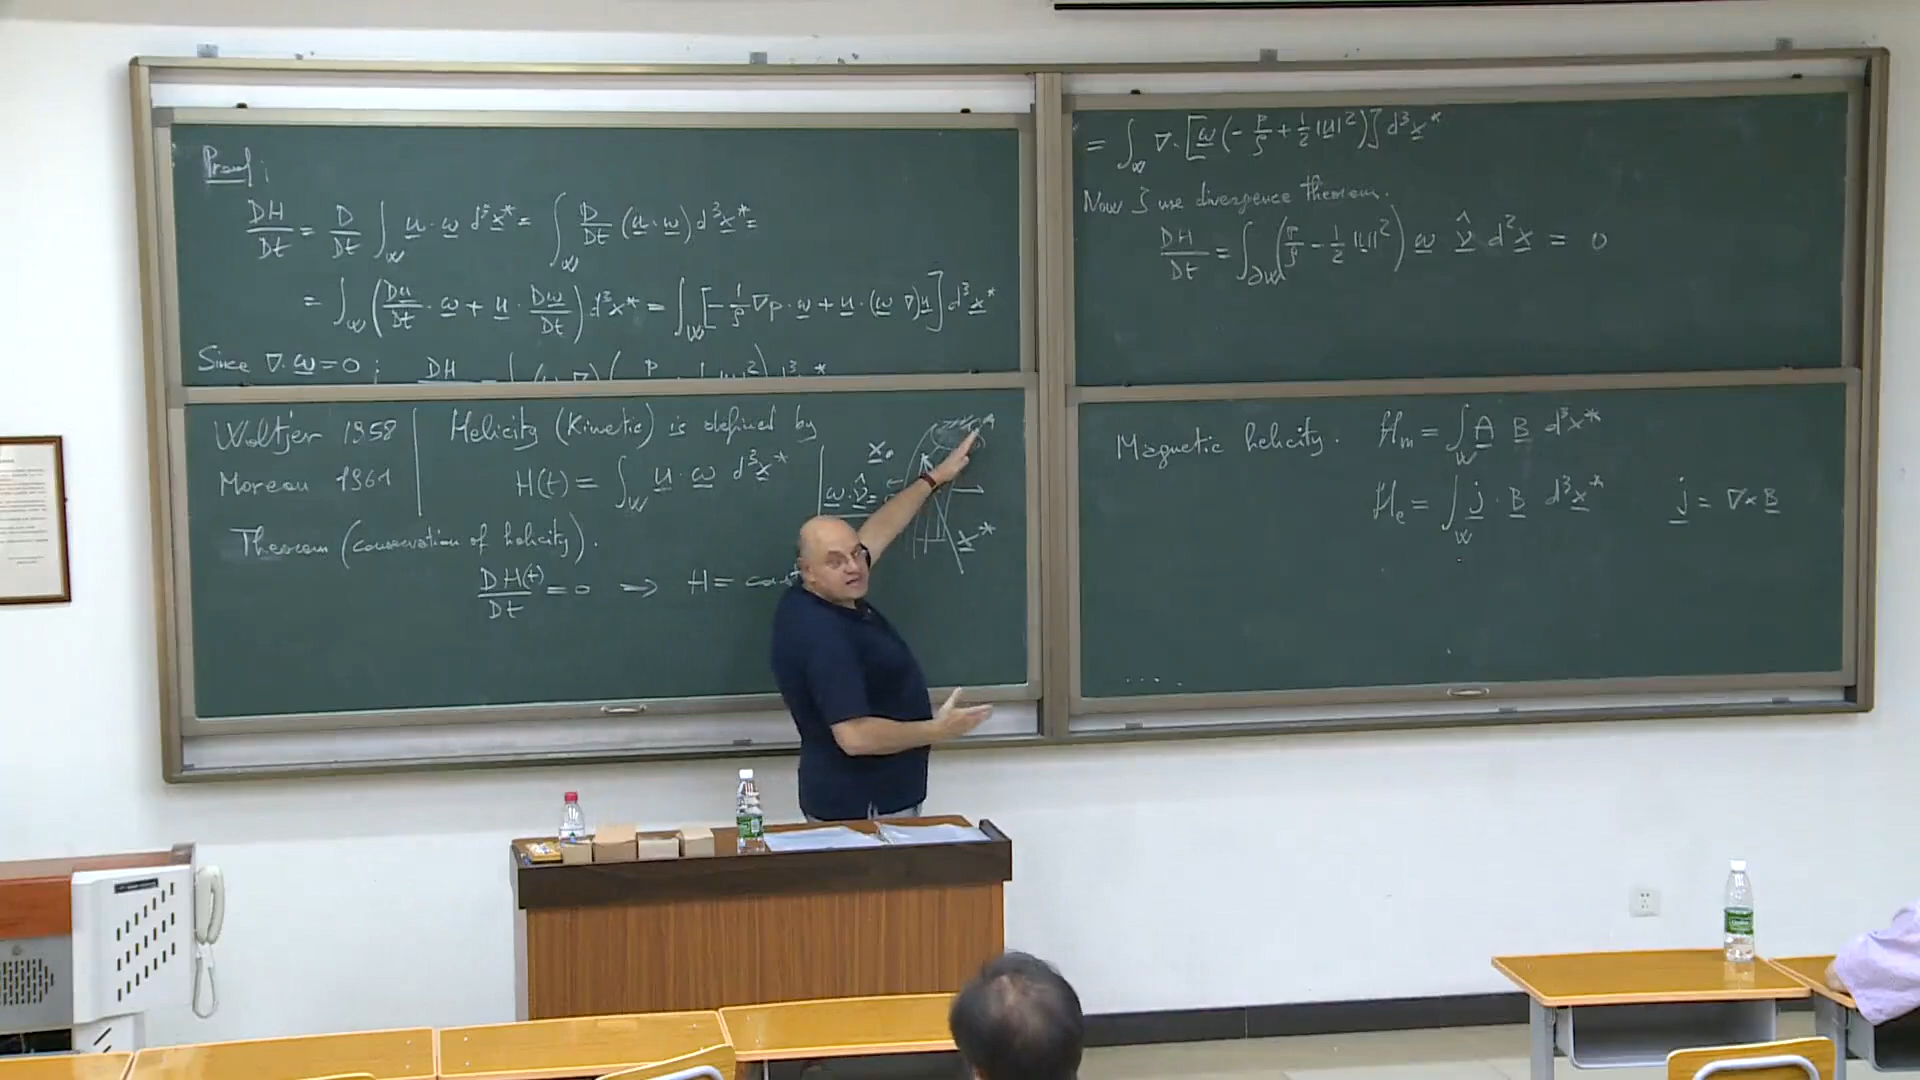 Proof:
DH/Dt = D/Dt ∫_W u · ω d³x* = ∫_W D/Dt (u · ω) d³x* =
= ∫_W (Du/Dt · ω + u · Dω/Dt) d³x* = ∫_W [-1/ρ ∇p · ω + u · (ω ∇)u] d³x*
Since ∇·ω = 0 ; DH
Woltjer 1958
Moreau 1961
Helicity (Kinetic) is defined by
H(t) = ∫_W u · ω d³x*
ω · ν̂ =
x*
Theorem (conservation of helicity).
DH(t)/Dt = 0 ⇒ H = const
= ∫_W ∇· [ω (- p/ρ + 1/2 |u|²)] d³x*
Now use divergence theorem.
DH/Dt = ∫_∂W (p/ρ - 1/2 |u|²) ω ν̂ d²x = 0
Magnetic helicity. H_m = ∫_W A B d³x*
H_e = ∫_W j · B d³x* j = ∇×B